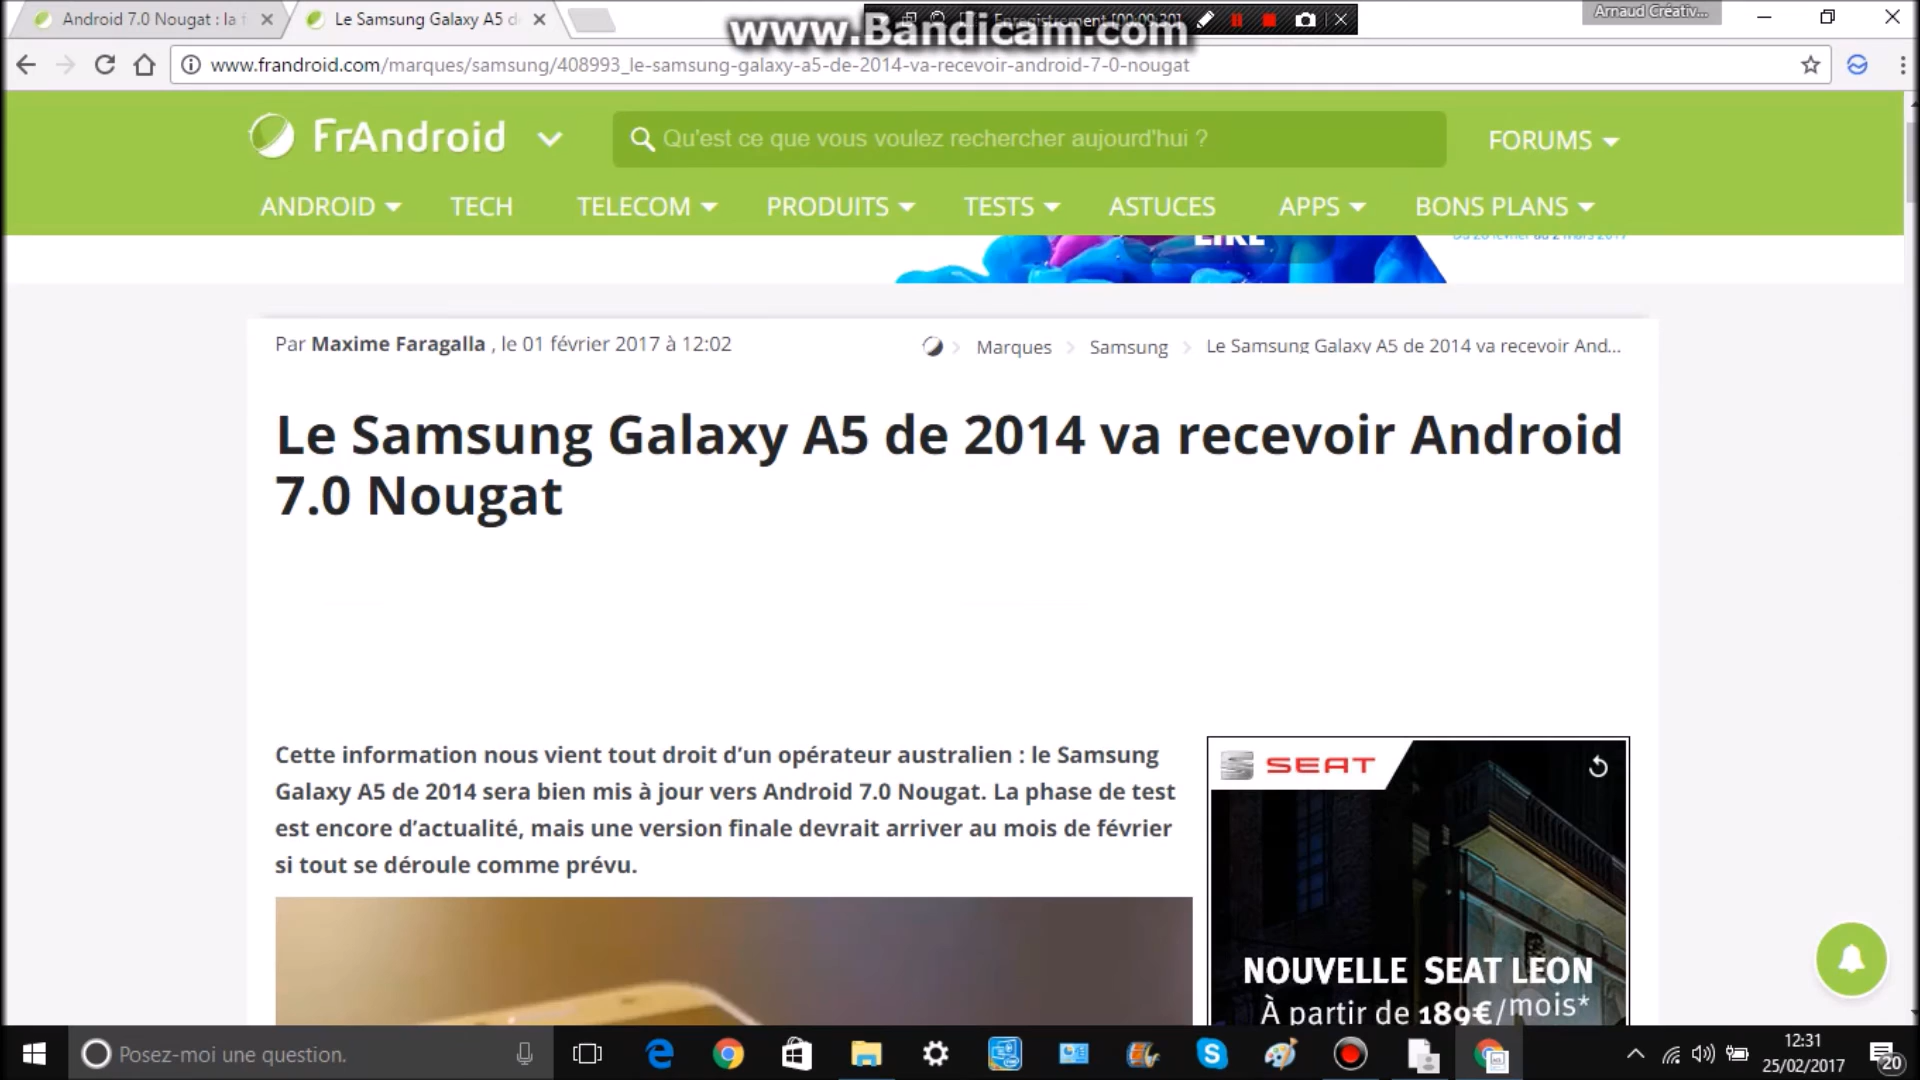 Android 7.0 Nougat : la f
Le Samsung Galaxy A5 d
www.Bandicam.com
Enregistrement [00:09:20]
Arnaud Créativ...
www.frandroid.com/marques/samsung/408993_le-samsung-galaxy-a5-de-2014-va-recevoir-android-7-0-nougat
FrAndroid
Qu'est ce que vous voulez rechercher aujourd'hui ?
FORUMS
ANDROID TECH TELECOM PRODUITS TESTS ASTUCES APPS BONS PLANS
LIKE
Par Maxime Faragalla , le 01 février 2017 à 12:02
Marques > Samsung > Le Samsung Galaxy A5 de 2014 va recevoir And...
Le Samsung Galaxy A5 de 2014 va recevoir Android
7.0 Nougat
Cette information nous vient tout droit d’un opérateur australien : le Samsung
Galaxy A5 de 2014 sera bien mis à jour vers Android 7.0 Nougat. La phase de test
est encore d’actualité, mais une version finale devrait arriver au mois de février
si tout se déroule comme prévu.
SEAT
NOUVELLE SEAT LEON
À partir de 189€/mois*
Posez-moi une question.
12:31
25/02/2017
20